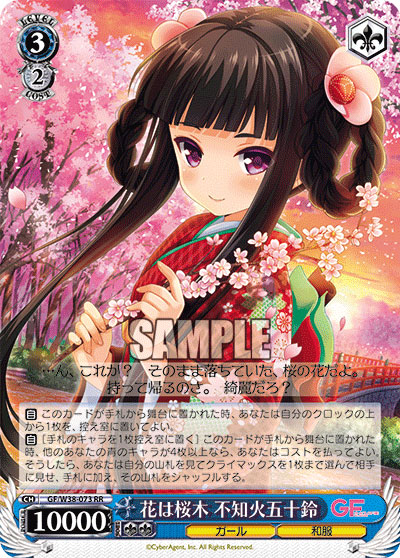 LEVEL
3
2
COST
SAMPLE
…ん、これが?　そのまま落ちていた、桜の花だよ。
持って帰るのさ。　綺麗だろ?
自 このカードが手札から舞台に置かれた時、あなたは自分のクロックの上
から1枚を、控え室に置いてよい。
自 [手札のキャラを1枚控え室に置く] このカードが手札から舞台に置かれた
時、他のあなたの青のキャラが4枚以上なら、あなたはコストを払ってよい。
そうしたら、あなたは自分の山札を見てクライマックスを1枚まで選んで相手
に見せ、手札に加え、その山札をシャッフルする。
CH GF/W38-073 RR
10000
花は桜木 不知火五十鈴
GF
ガール
和服
©CyberAgent, Inc. All Rights Reserved.